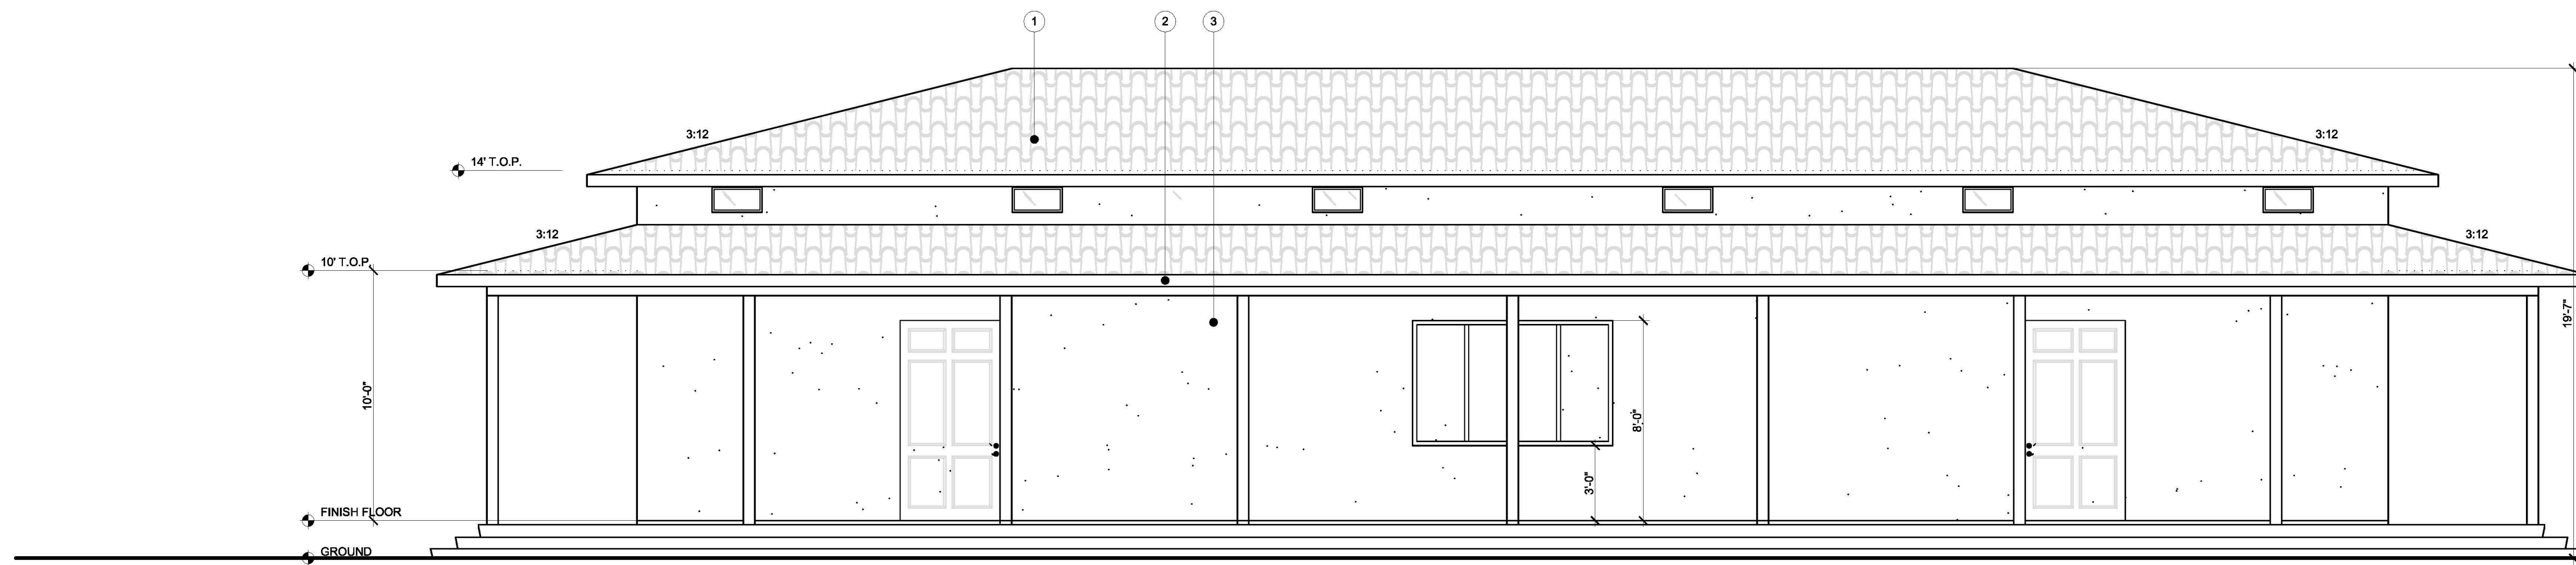 1 2 3
3:12 3:12
14' T.O.P.
3:12 3:12
10' T.O.P.
19'-7"
10'-0"
8'-0"
3'-0"
FINISH FLOOR
GROUND